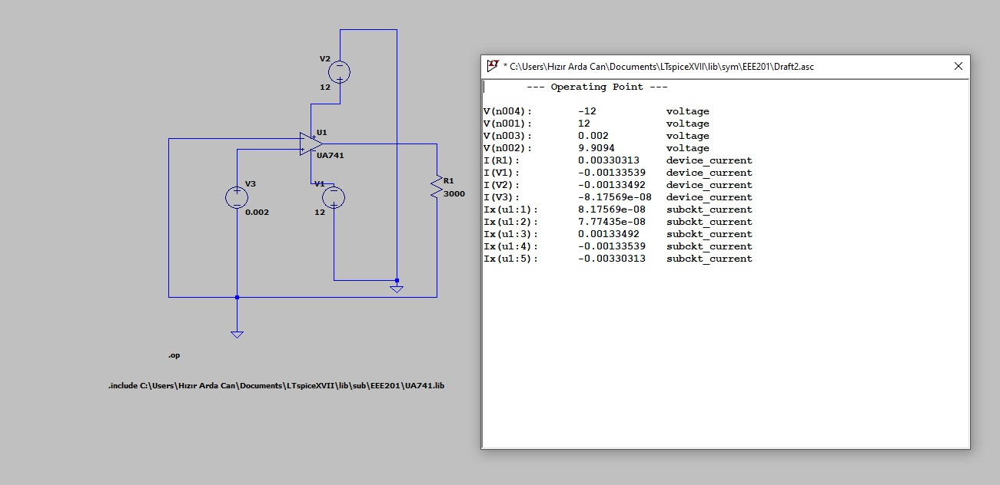 V2
12
U1
UA741
V3
0.002
V1
12
R1
3000
.op
.include C:\Users\Hızır Arda Can\Documents\LTspiceXVII\lib\sub\EEE201\UA741.lib
* C:\Users\Hızır Arda Can\Documents\LTspiceXVII\lib\sym\EEE201\Draft2.asc
--- Operating Point ---
V(n004): -12 voltage
V(n001): 12 voltage
V(n003): 0.002 voltage
V(n002): 9.9094 voltage
I(R1): 0.00330313 device_current
I(V1): -0.00133539 device_current
I(V2): -0.00133492 device_current
I(V3): -8.17569e-08 device_current
Ix(u1:1): 8.17569e-08 subckt_current
Ix(u1:2): 7.77435e-08 subckt_current
Ix(u1:3): 0.00133492 subckt_current
Ix(u1:4): -0.00133539 subckt_current
Ix(u1:5): -0.00330313 subckt_current